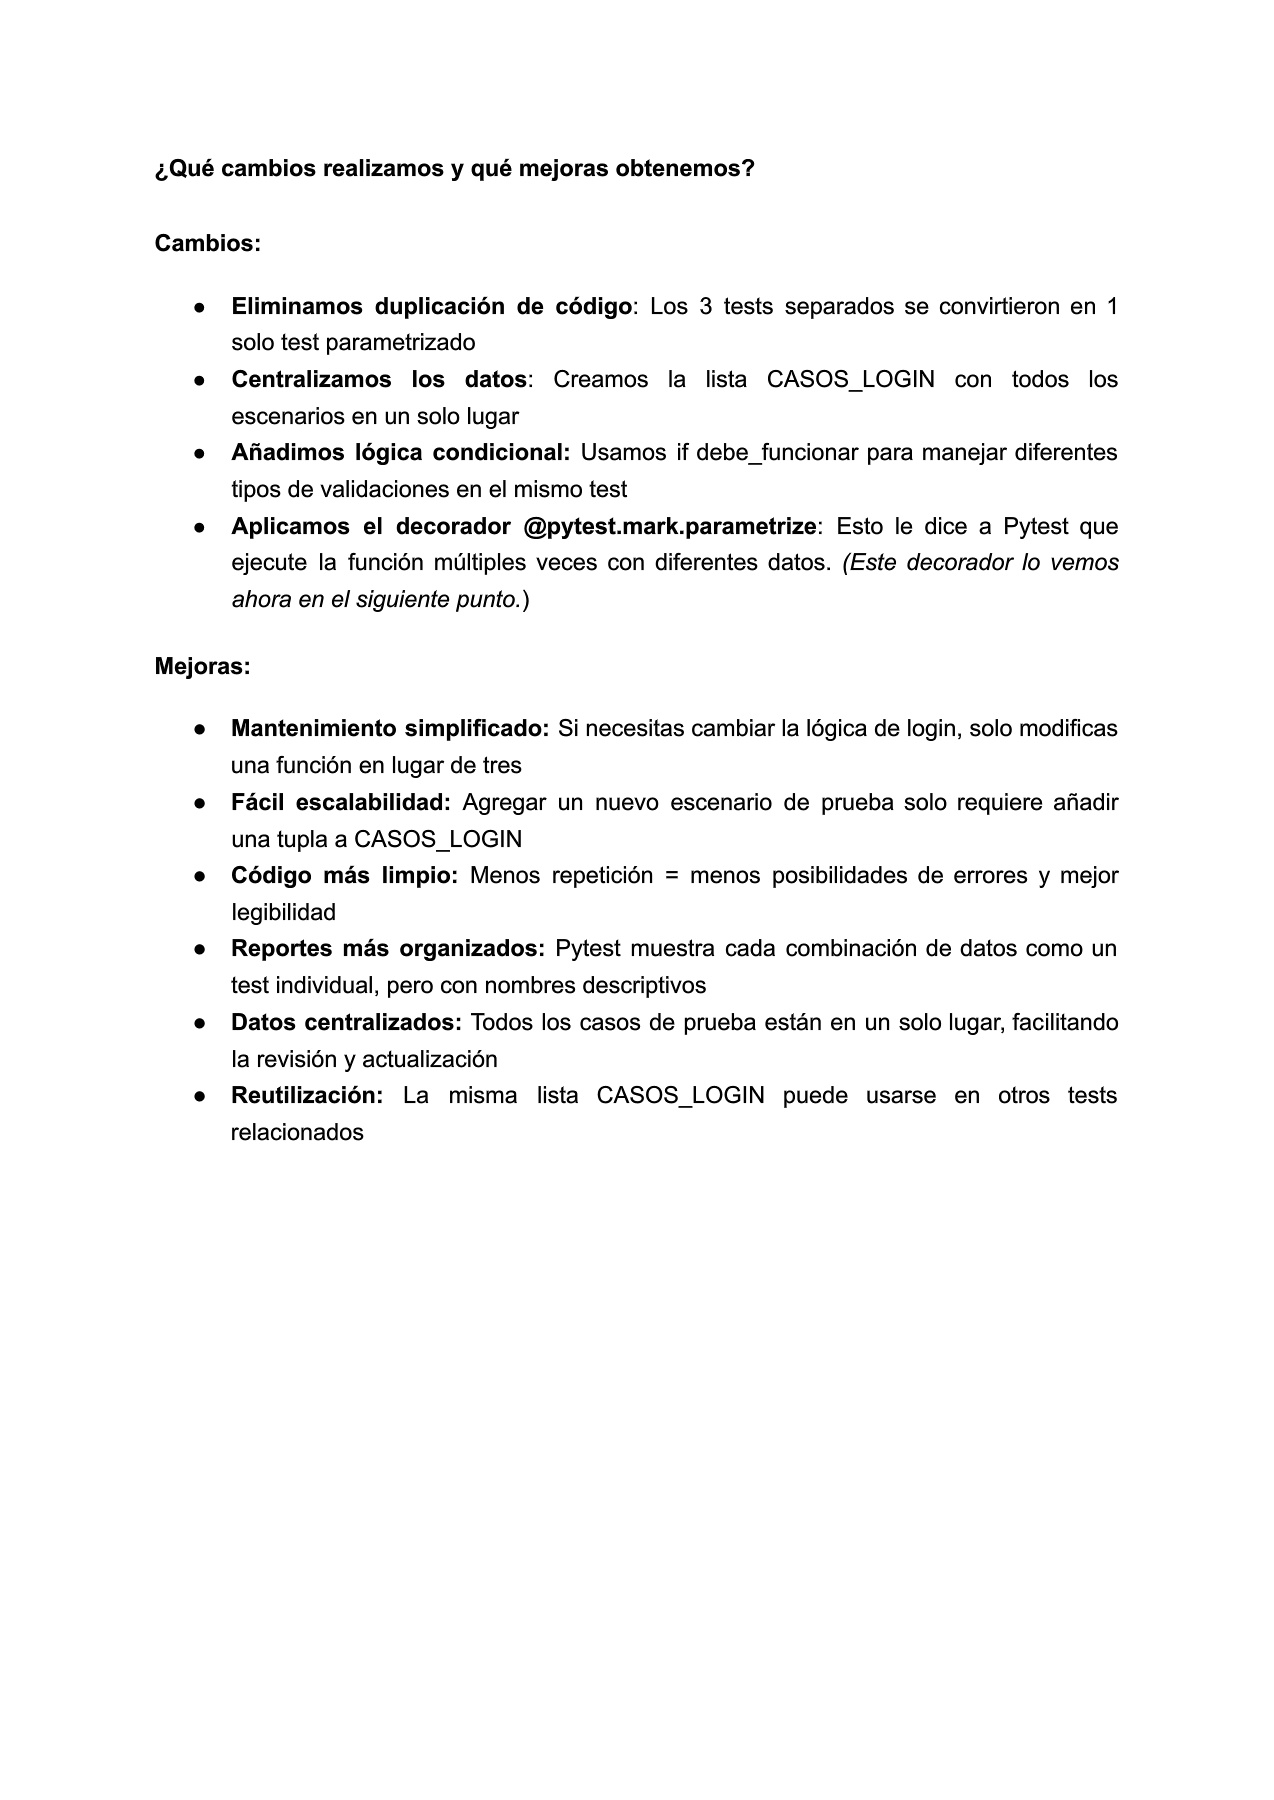 ¿Qué cambios realizamos y qué mejoras obtenemos?
Cambios:
● Eliminamos duplicación de código: Los 3 tests separados se convirtieron en 1
solo test parametrizado
● Centralizamos los datos: Creamos la lista CASOS_LOGIN con todos los
escenarios en un solo lugar
● Añadimos lógica condicional: Usamos if debe_funcionar para manejar diferentes
tipos de validaciones en el mismo test
● Aplicamos el decorador @pytest.mark.parametrize: Esto le dice a Pytest que
ejecute la función múltiples veces con diferentes datos. (Este decorador lo vemos
ahora en el siguiente punto.)
Mejoras:
● Mantenimiento simplificado: Si necesitas cambiar la lógica de login, solo modificas
una función en lugar de tres
● Fácil escalabilidad: Agregar un nuevo escenario de prueba solo requiere añadir
una tupla a CASOS_LOGIN
● Código más limpio: Menos repetición = menos posibilidades de errores y mejor
legibilidad
● Reportes más organizados: Pytest muestra cada combinación de datos como un
test individual, pero con nombres descriptivos
● Datos centralizados: Todos los casos de prueba están en un solo lugar, facilitando
la revisión y actualización
● Reutilización: La misma lista CASOS_LOGIN puede usarse en otros tests
relacionados